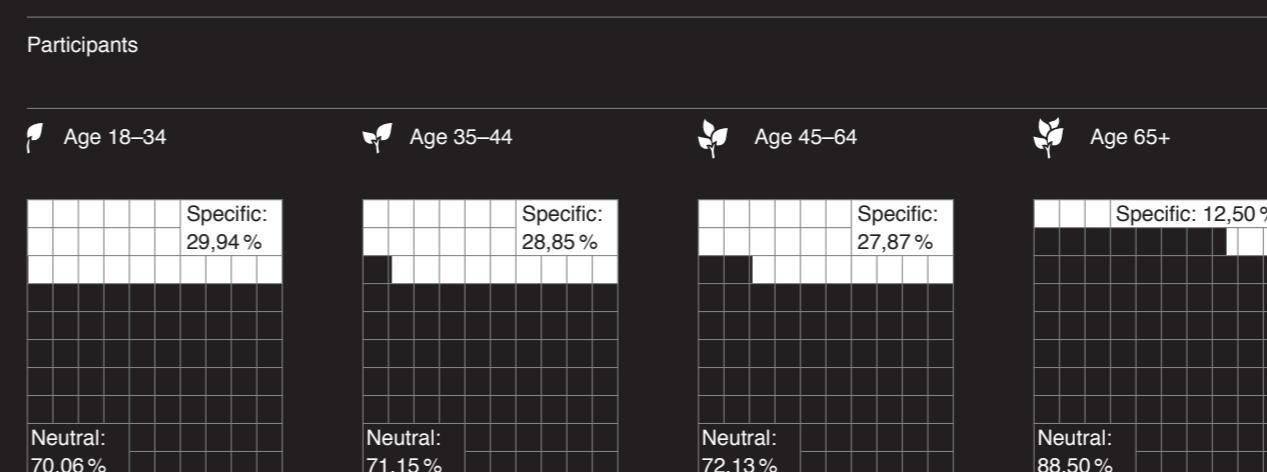 Participants
Age 18–34
Age 35–44
Age 45–64
Age 65+
Specific:
29,94 %
Specific:
28,85 %
Specific:
27,87 %
Specific: 12,50 %
Neutral:
70,06 %
Neutral:
71,15 %
Neutral:
72,13 %
Neutral:
88,50 %